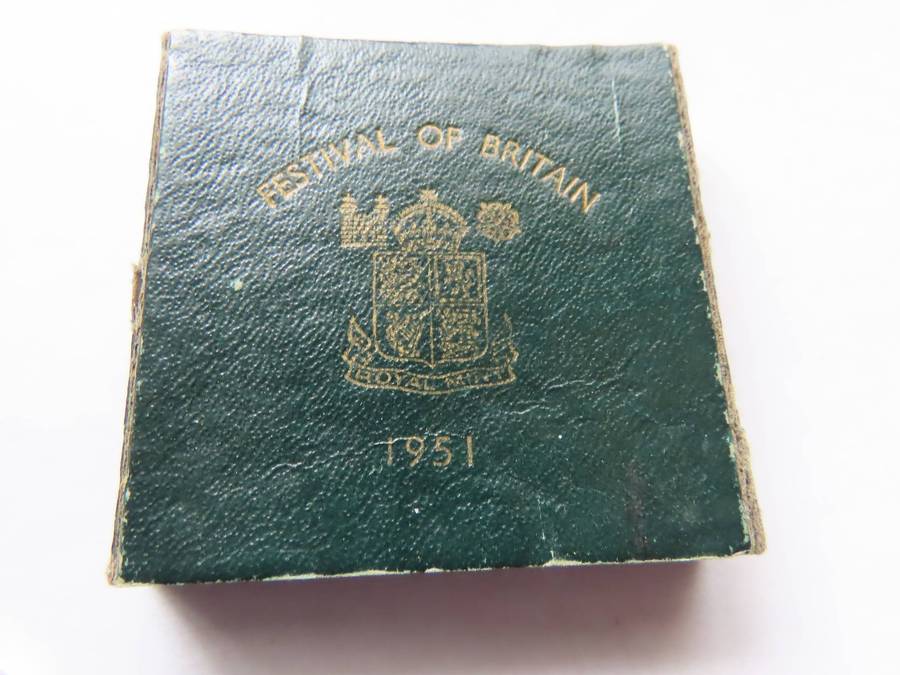 FESTIVAL OF BRITAIN
ROYAL MINT
1951